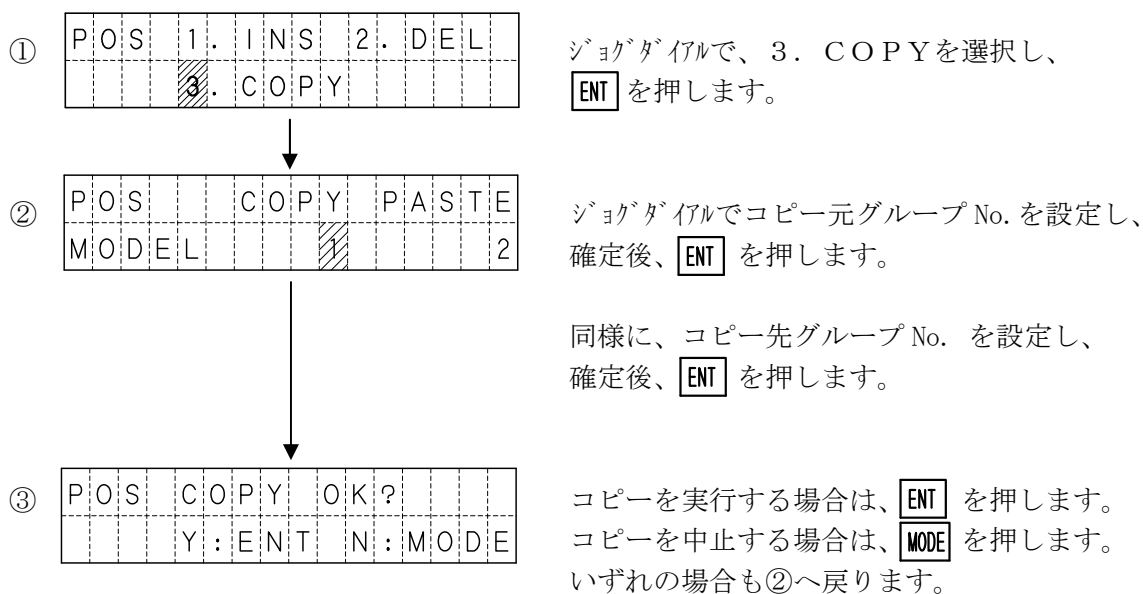 ①
POS 1. INS 2. DEL
3. COPY
ｼﾞｮｸﾞﾀﾞｲｱﾙで、３．ＣＯＰＹを選択し、
ENT を押します。
②
POS COPY PASTE
MODEL 1 2
ｼﾞｮｸﾞﾀﾞｲｱﾙでコピー元グループ No. を設定し、
確定後、ENT を押します。
同様に、コピー先グループ No. を設定し、
確定後、ENT を押します。
③
POS COPY OK?
Y:ENT N:MODE
コピーを実行する場合は、ENT を押します。
コピーを中止する場合は、MODE を押します。
いずれの場合も②へ戻ります。